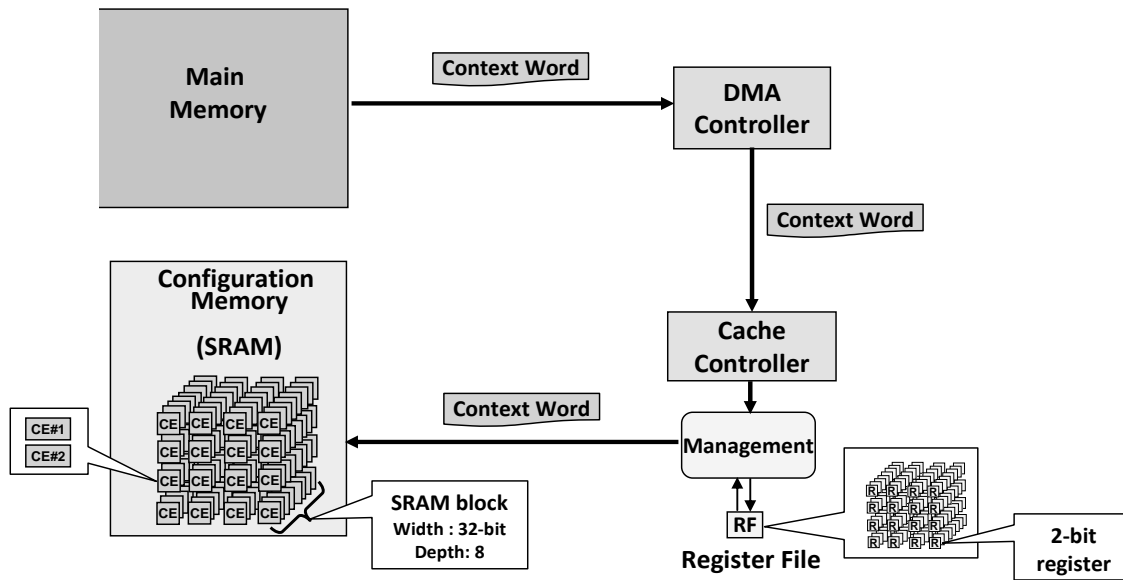 Main
Memory
Context Word
DMA
Controller
Context Word
Configuration
Memory
(SRAM)
Cache
Controller
Context Word
Management
CE CE CE CE
CE CE CE CE
CE CE CE CE
CE CE CE CE
CE#1
CE#2
SRAM block
Width : 32-bit
Depth: 8
RF
Register File
R R R R
R R R R
R R R R
R R R R
2-bit
register